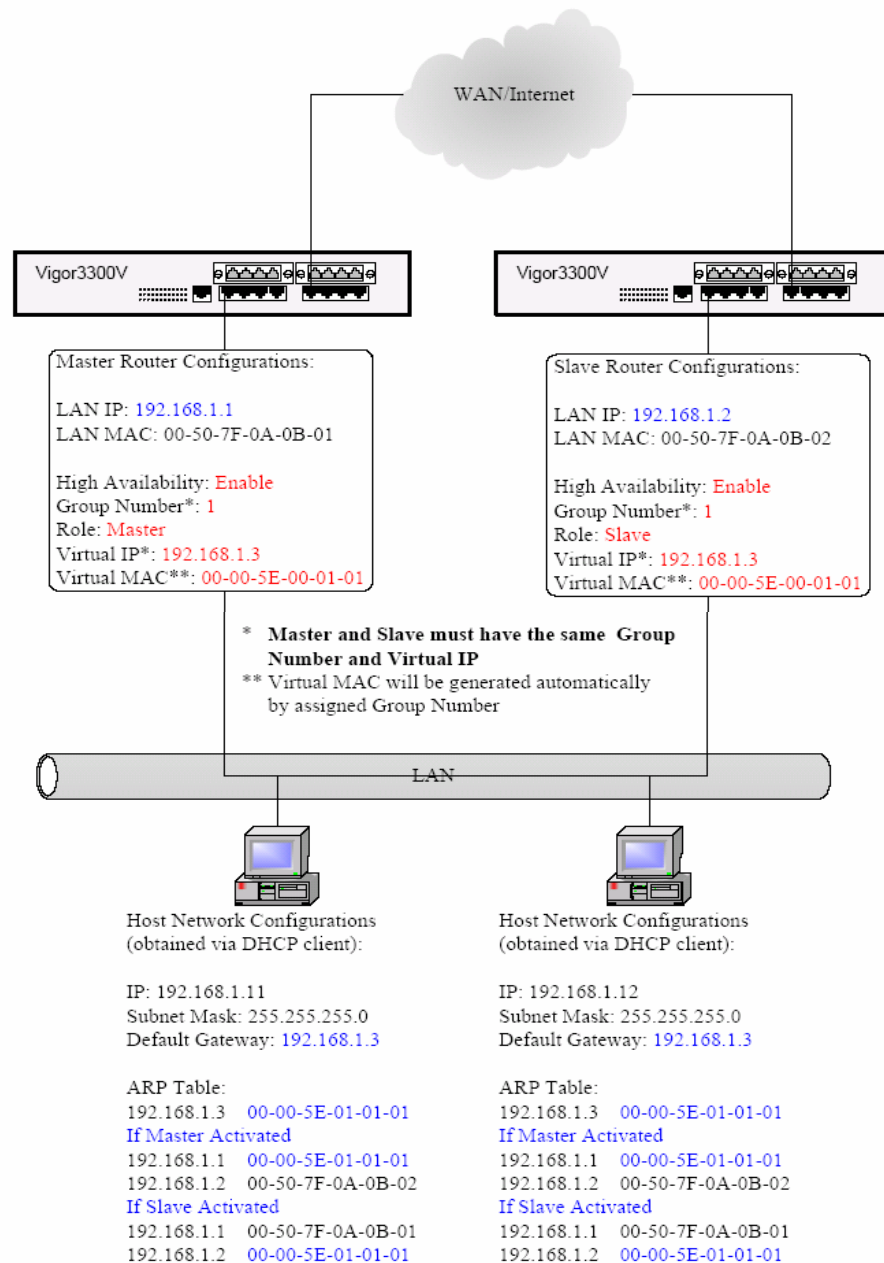 WAN/Internet
Vigor3300V
Vigor3300V
Master Router Configurations:
LAN IP: 192.168.1.1
LAN MAC: 00-50-7F-0A-0B-01
High Availability: Enable
Group Number*: 1
Role: Master
Virtual IP*: 192.168.1.3
Virtual MAC**: 00-00-5E-00-01-01
Slave Router Configurations:
LAN IP: 192.168.1.2
LAN MAC: 00-50-7F-0A-0B-02
High Availability: Enable
Group Number*: 1
Role: Slave
Virtual IP*: 192.168.1.3
Virtual MAC**: 00-00-5E-00-01-01
* Master and Slave must have the same Group
Number and Virtual IP
** Virtual MAC will be generated automatically
by assigned Group Number
LAN
Host Network Configurations
(obtained via DHCP client):
IP: 192.168.1.11
Subnet Mask: 255.255.255.0
Default Gateway: 192.168.1.3
ARP Table:
192.168.1.3 00-00-5E-01-01-01
If Master Activated
192.168.1.1 00-00-5E-01-01-01
192.168.1.2 00-50-7F-0A-0B-02
If Slave Activated
192.168.1.1 00-50-7F-0A-0B-01
192.168.1.2 00-00-5E-01-01-01
Host Network Configurations
(obtained via DHCP client):
IP: 192.168.1.12
Subnet Mask: 255.255.255.0
Default Gateway: 192.168.1.3
ARP Table:
192.168.1.3 00-00-5E-01-01-01
If Master Activated
192.168.1.1 00-00-5E-01-01-01
192.168.1.2 00-50-7F-0A-0B-02
If Slave Activated
192.168.1.1 00-50-7F-0A-0B-01
192.168.1.2 00-00-5E-01-01-01